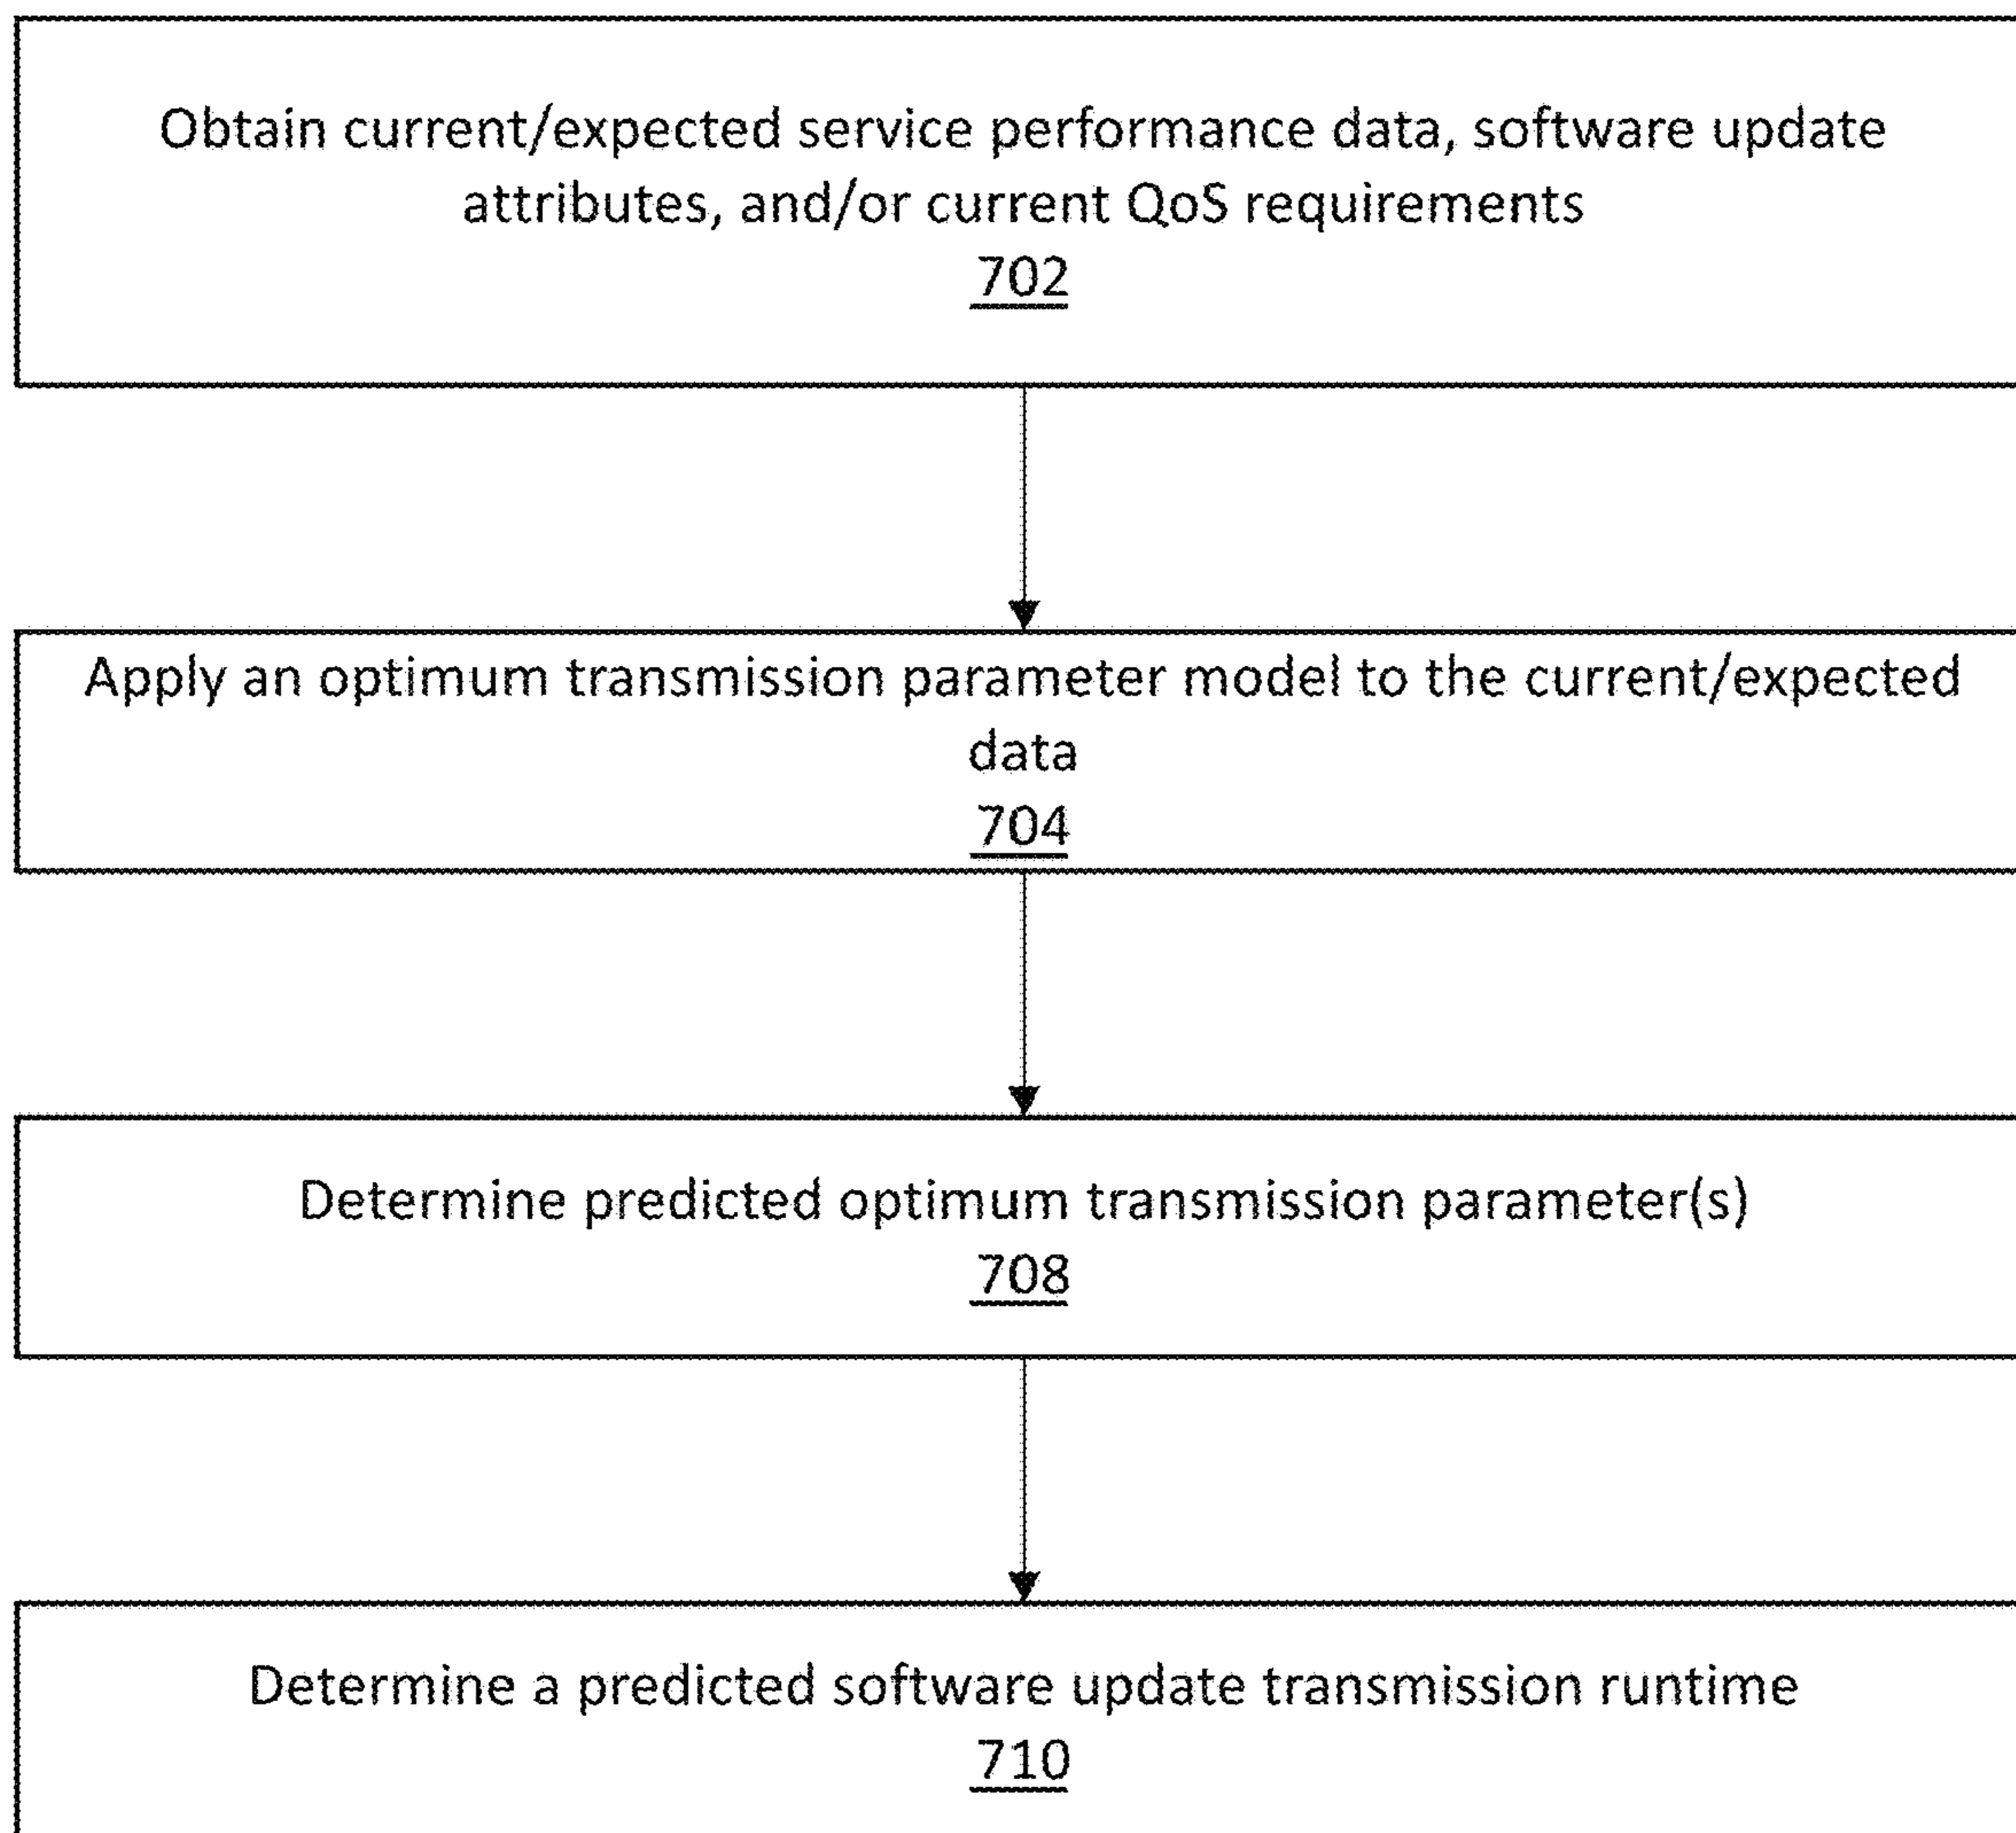 Obtain current/expected service performance data, software update
attributes, and/or current QoS requirements
702
Apply an optimum transmission parameter model to the current/expected
data
704
Determine predicted optimum transmission parameter(s)
708
Determine a predicted software update transmission runtime
710